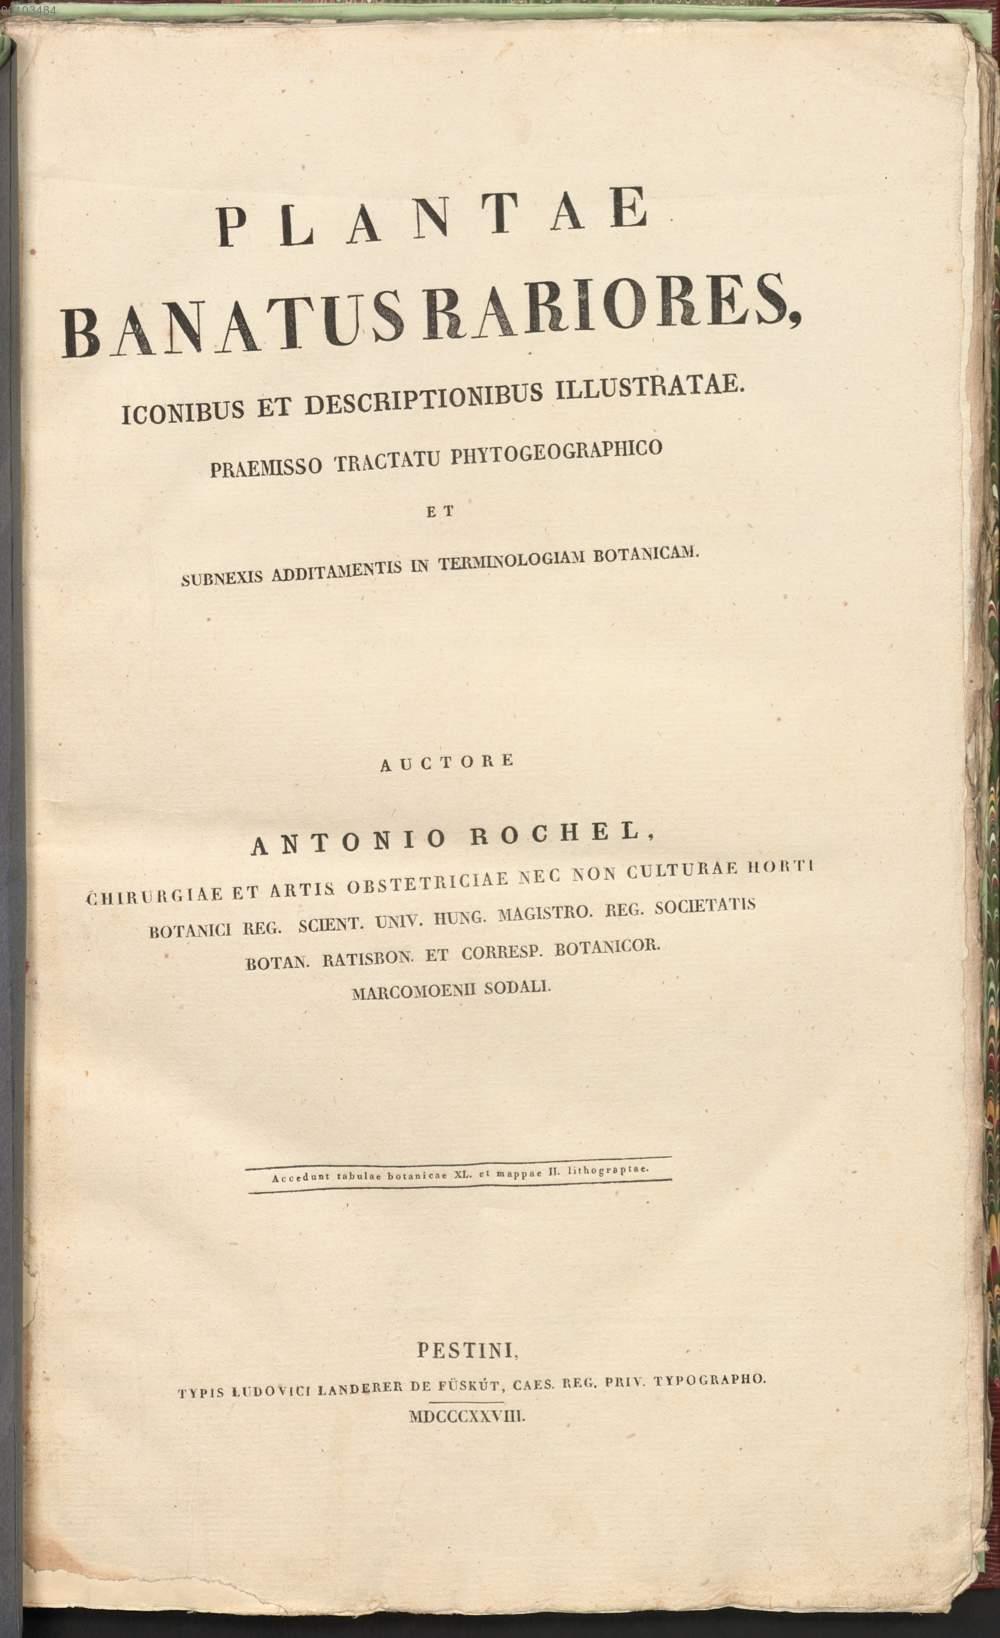 P L A N T A E
BANATUS RARIORES,
ICONIBUS ET DESCRIPTIONIBUS ILLUSTRATAE.
PRAEMISSO TRACTATU PHYTOGEOGRAPHICO
ET
SUBNEXIS ADDITAMENTIS IN TERMINOLOGIAM BOTANICAM.
AUCTORE
ANTONIO ROCHEL,
CHIRURGIAE ET ARTIS OBSTETRICIAE NEC NON CULTURAE HORTI
BOTANICI REG. SCIENT. UNIV. HUNG. MAGISTRO. REG. SOCIETATIS
BOTAN. RATISBON. ET CORRESP. BOTANICOR.
MARCOMOENII SODALI.
Accedunt tabulae botanicae XL. et mappae II. lithograptae.
PESTINI,
TYPIS LUDOVICI LANDERER DE FÜSKÚT, CAES. REG. PRIV. TYPOGRAPHO.
MDCCCXXVIII.